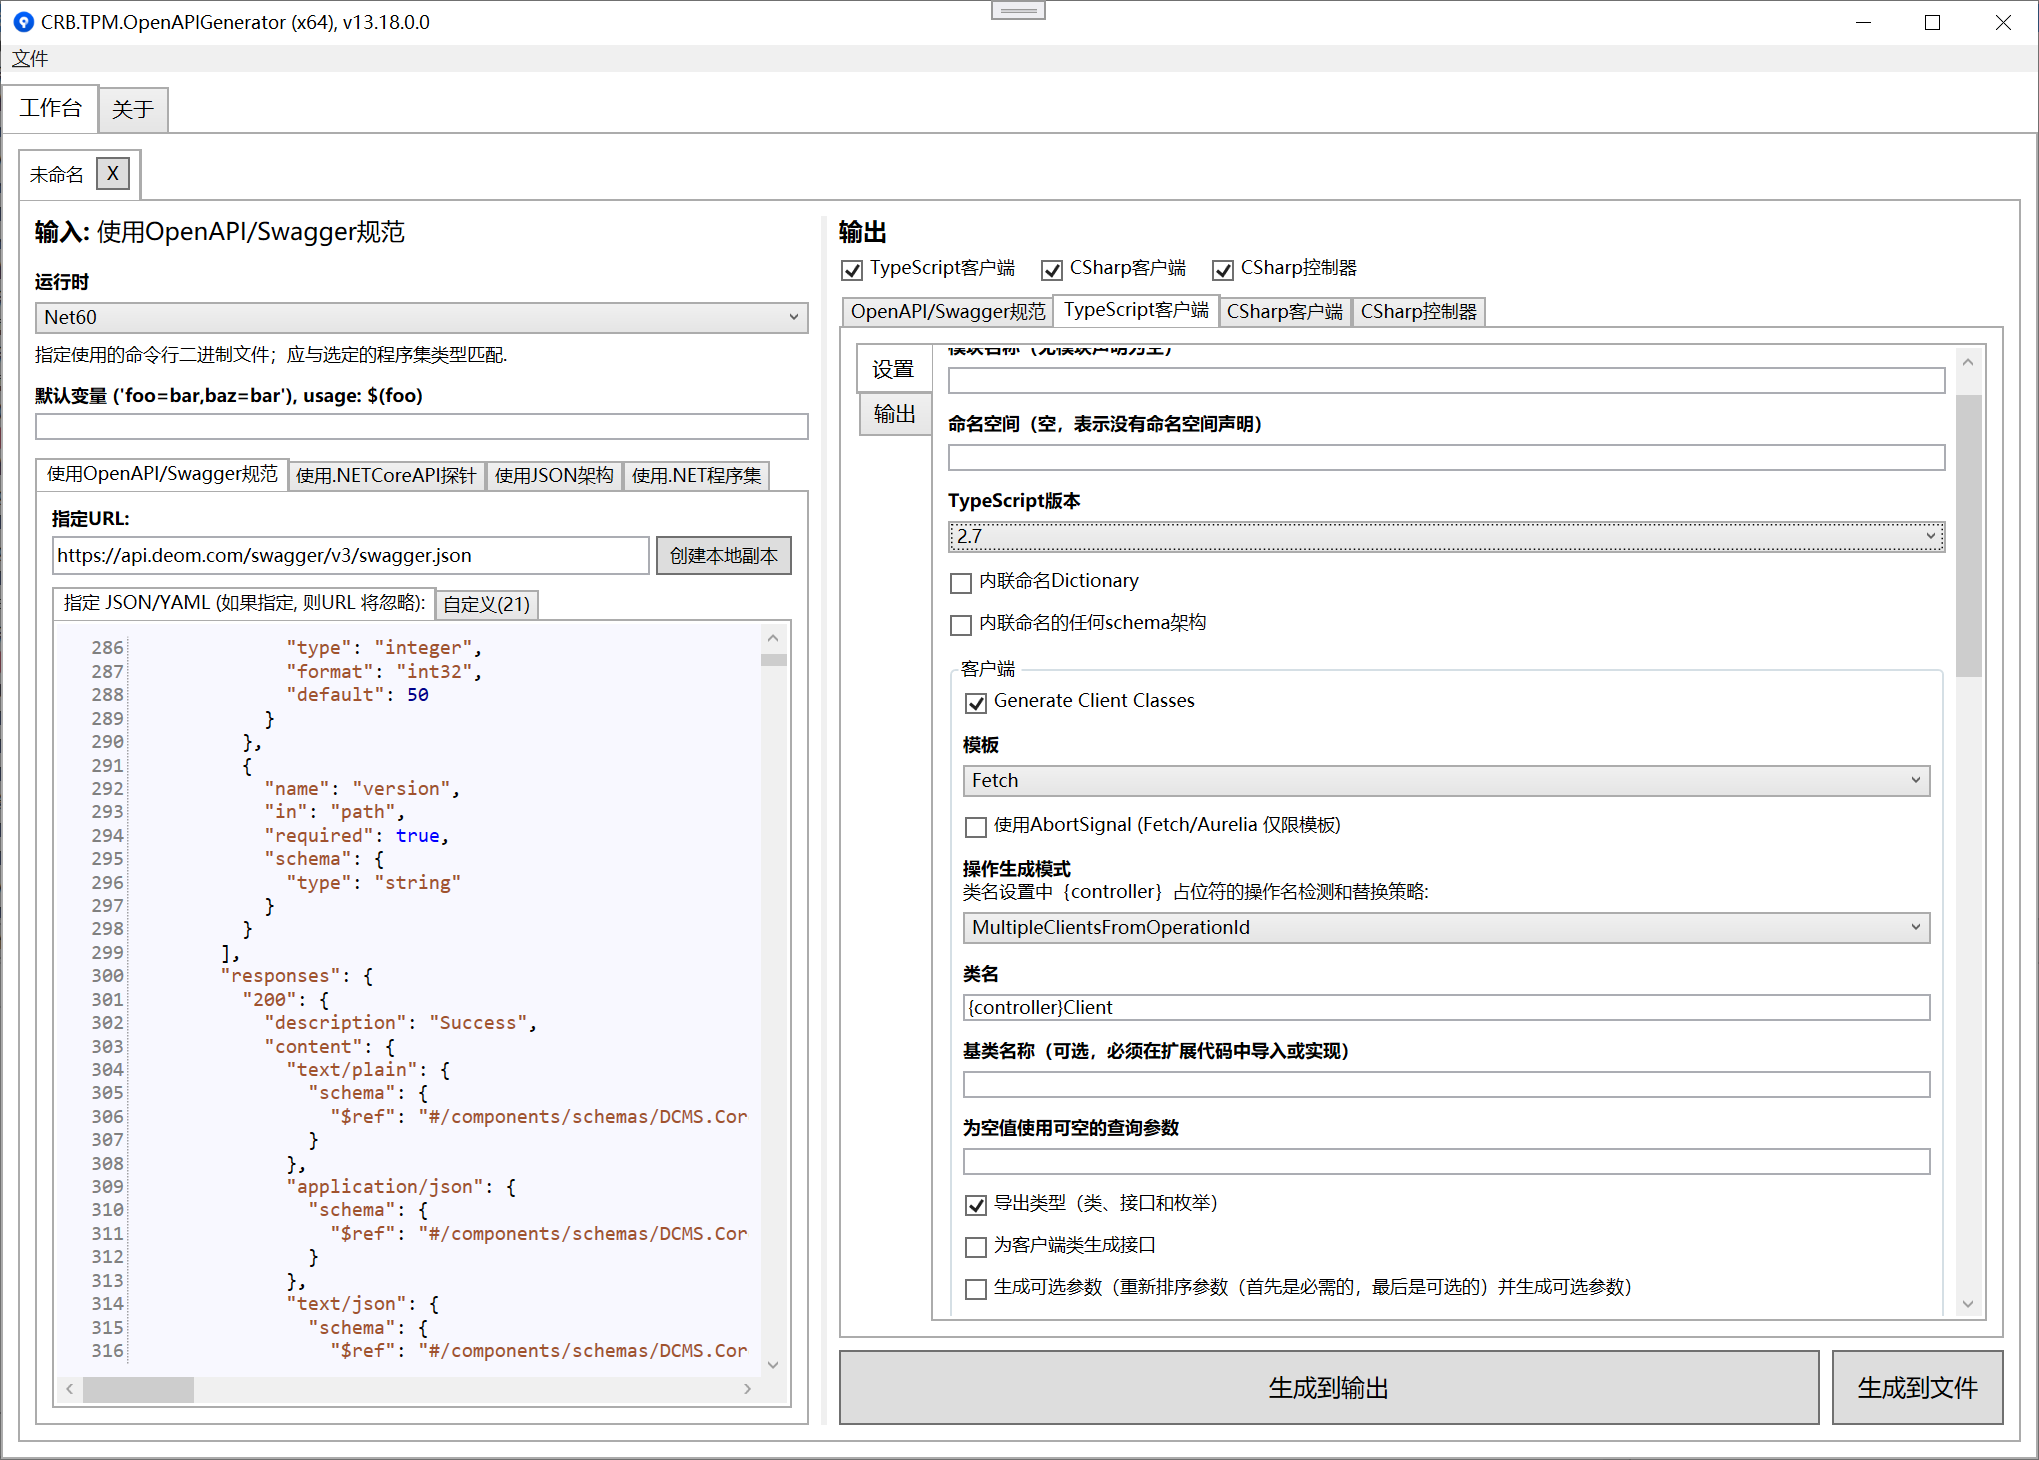 CRB.TPM.OpenAPIGenerator (x64), v13.18.0.0
文件
工作台
关于
未命名
X
输入: 使用OpenAPI/Swagger规范
运行时
Net60
指定使用的命令行二进制文件；应与选定的程序集类型匹配.
默认变量 ('foo=bar,baz=bar'), usage: $(foo)
使用OpenAPI/Swagger规范
使用.NETCoreAPI探针
使用JSON架构
使用.NET程序集
指定URL:
https://api.deom.com/swagger/v3/swagger.json
创建本地副本
指定 JSON/YAML (如果指定, 则URL 将忽略):
自定义(21)
286 "type": "integer",
287 "format": "int32",
288 "default": 50
289 }
290 },
291 {
292 "name": "version",
293 "in": "path",
294 "required": true,
295 "schema": {
296 "type": "string"
297 }
298 }
299 ],
300 "responses": {
301 "200": {
302 "description": "Success",
303 "content": {
304 "text/plain": {
305 "schema": {
306 "$ref": "#/components/schemas/DCMS.Cor
307 }
308 },
309 "application/json": {
310 "schema": {
311 "$ref": "#/components/schemas/DCMS.Cor
312 }
313 },
314 "text/json": {
315 "schema": {
316 "$ref": "#/components/schemas/DCMS.Cor
输出
TypeScript客户端
CSharp客户端
CSharp控制器
OpenAPI/Swagger规范
TypeScript客户端
CSharp客户端
CSharp控制器
设置
输出
模块名称（无模块声明为空）
命名空间（空，表示没有命名空间声明）
TypeScript版本
2.7
内联命名Dictionary
内联命名的任何schema架构
客户端
Generate Client Classes
模板
Fetch
使用AbortSignal (Fetch/Aurelia 仅限模板)
操作生成模式
类名设置中｛controller｝占位符的操作名检测和替换策略:
MultipleClientsFromOperationId
类名
{controller}Client
基类名称（可选，必须在扩展代码中导入或实现）
为空值使用可空的查询参数
导出类型（类、接口和枚举）
为客户端类生成接口
生成可选参数（重新排序参数（首先是必需的，最后是可选的）并生成可选参数）
生成到输出
生成到文件